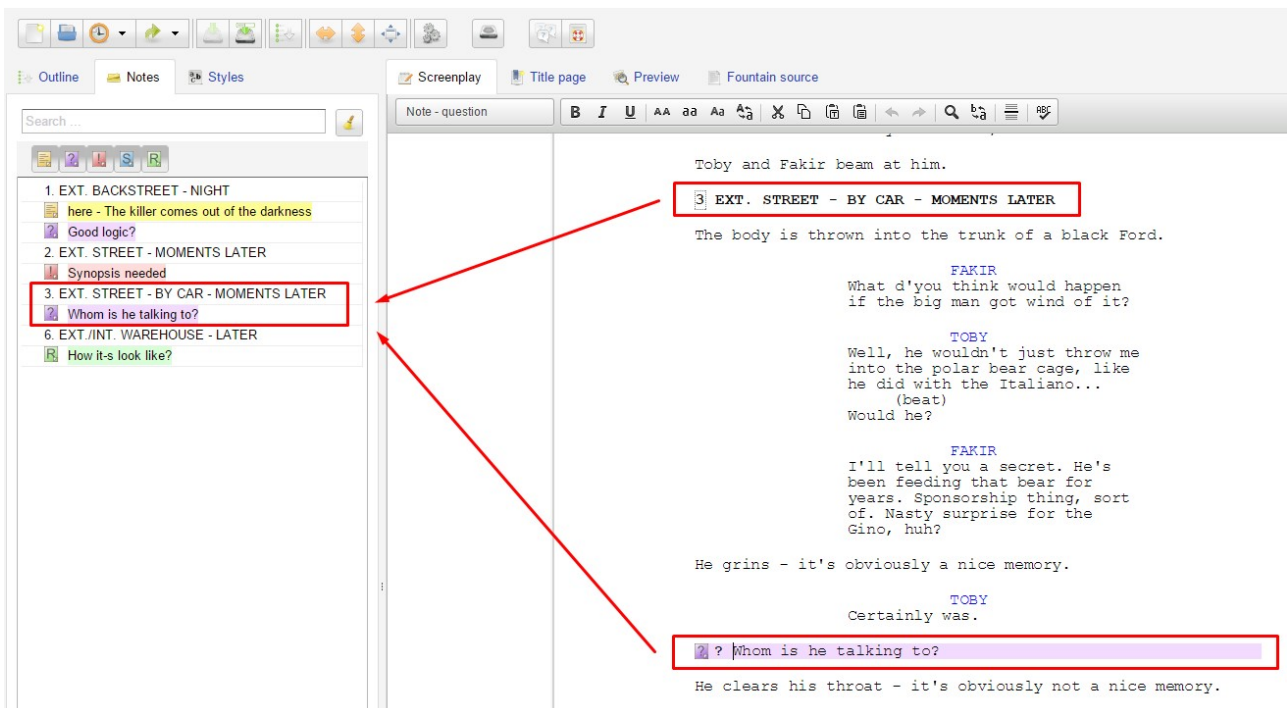 Outline
Notes
Styles
Screenplay
Title page
Preview
Fountain source
Search ...
Note - question
B I U AA aa Aa
ABC
S R
1. EXT. BACKSTREET - NIGHT
here - The killer comes out of the darkness
? Good logic?
2. EXT. STREET - MOMENTS LATER
! Synopsis needed
3. EXT. STREET - BY CAR - MOMENTS LATER
? Whom is he talking to?
6. EXT./INT. WAREHOUSE - LATER
R How it-s look like?
Toby and Fakir beam at him.
3 EXT. STREET - BY CAR - MOMENTS LATER
The body is thrown into the trunk of a black Ford.
FAKIR
What d'you think would happen
if the big man got wind of it?
TOBY
Well, he wouldn't just throw me
into the polar bear cage, like
he did with the Italiano...
(beat)
Would he?
FAKIR
I'll tell you a secret. He's
been feeding that bear for
years. Sponsorship thing, sort
of. Nasty surprise for the
Gino, huh?
He grins - it's obviously a nice memory.
TOBY
Certainly was.
? ? Whom is he talking to?
He clears his throat - it's obviously not a nice memory.